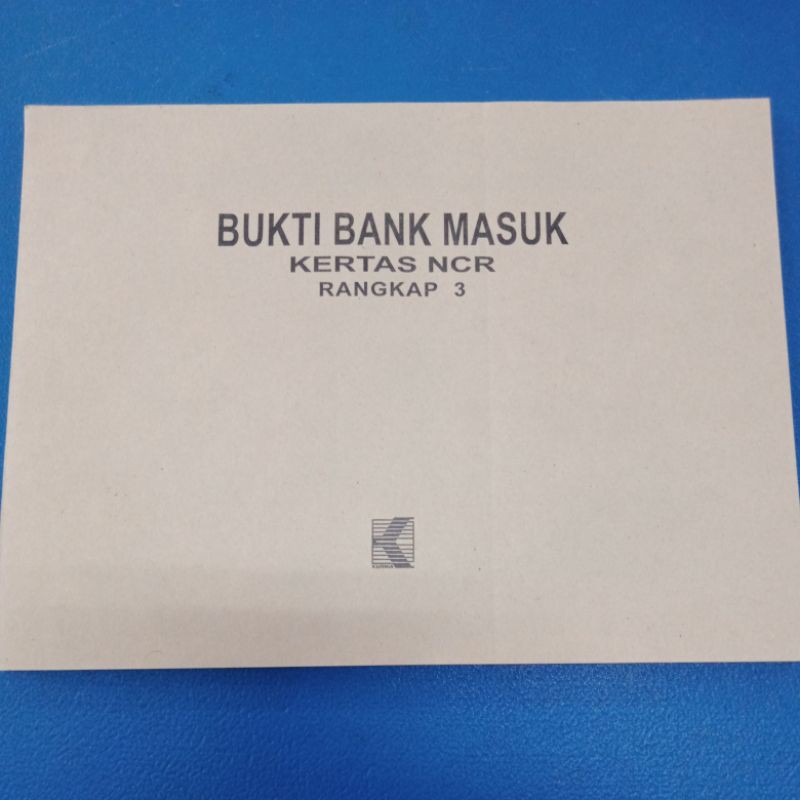 BUKTI BANK MASUK
KERTAS NCR
RANGKAP 3